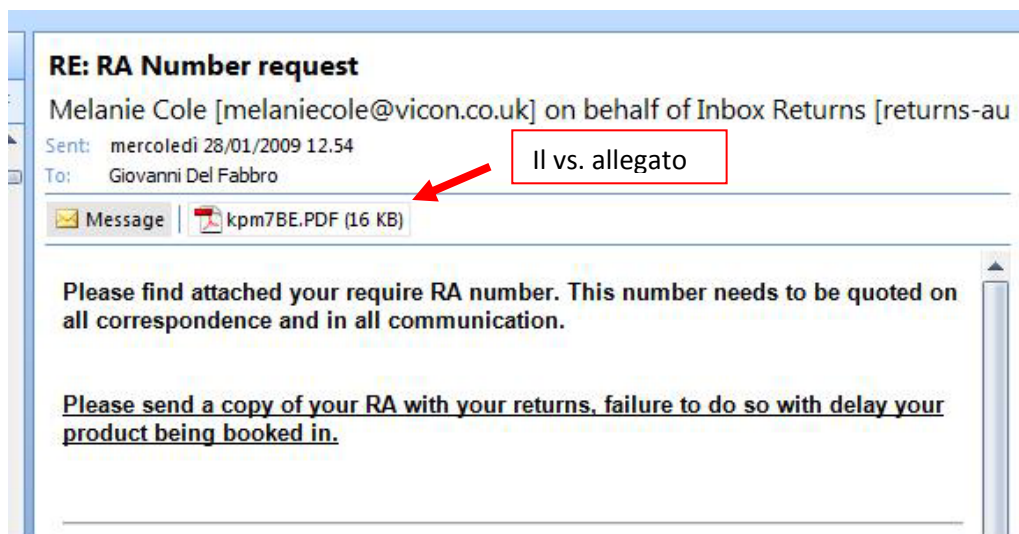 RE: RA Number request
Melanie Cole [melaniecole@vicon.co.uk] on behalf of Inbox Returns [returns-au
Sent: mercoledì 28/01/2009 12.54
Il vs. allegato
To: Giovanni Del Fabbro
Message kpm7BE.PDF (16 KB)
Please find attached your require RA number. This number needs to be quoted on
all correspondence and in all communication.
Please send a copy of your RA with your returns, failure to do so with delay your
product being booked in.